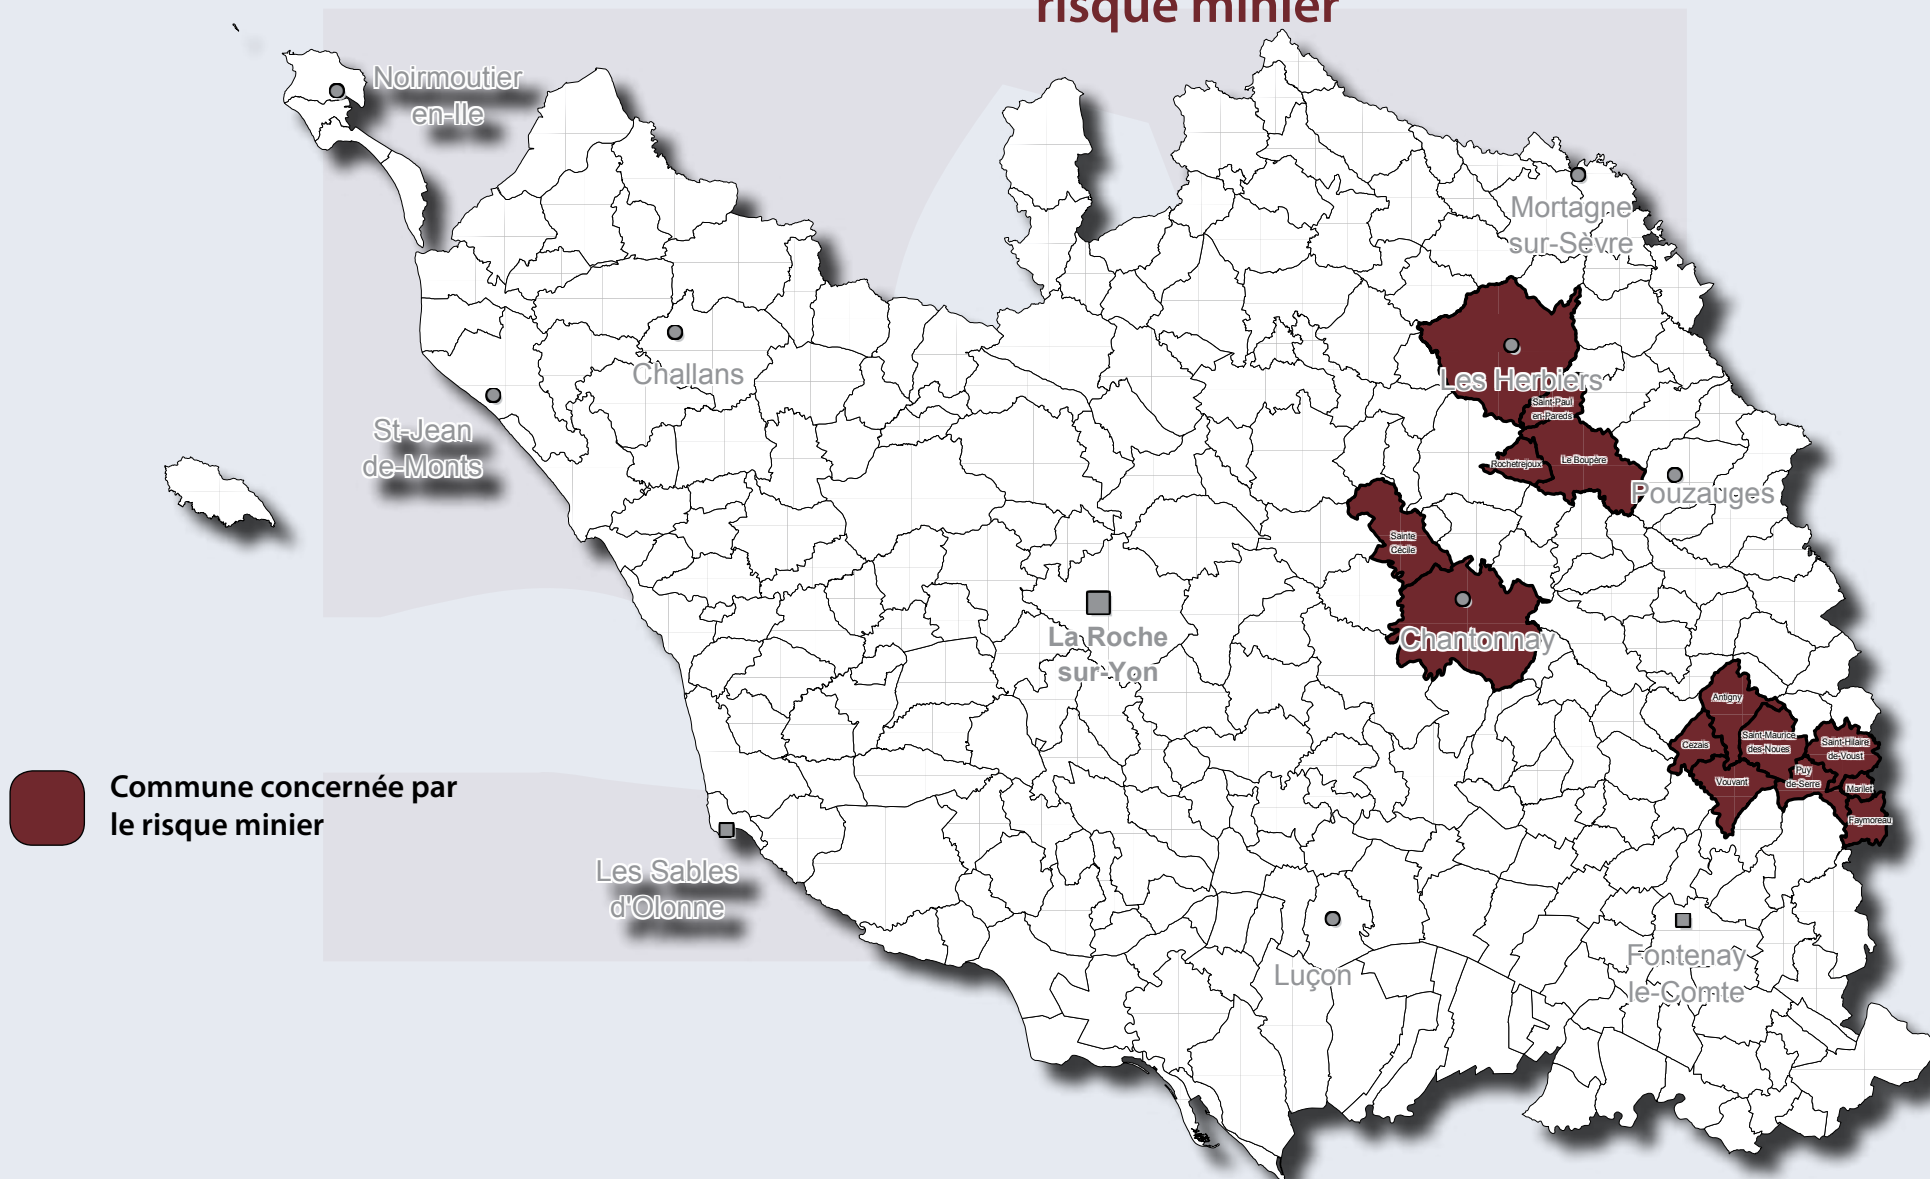 risque minier
Noirmoutier
en-Ile
Mortagne
sur-Sèvre
Challans
Les Herbiers
Saint-Paul
en-Pareds
St-Jean
de-Monts
Rochetrejoux
Le Boupère
Pouzauges
Sainte
Cécile
La Roche
sur-Yon
Chantonnay
Antigny
Cezais
Saint-Maurice
des-Noues
Saint-Hilaire
de-Voust
Vouvant
Puy
de-Serre
Marilet
Faymoreau
Commune concernée par
le risque minier
Les Sables
d'Olonne
Luçon
Fontenay
le-Comte